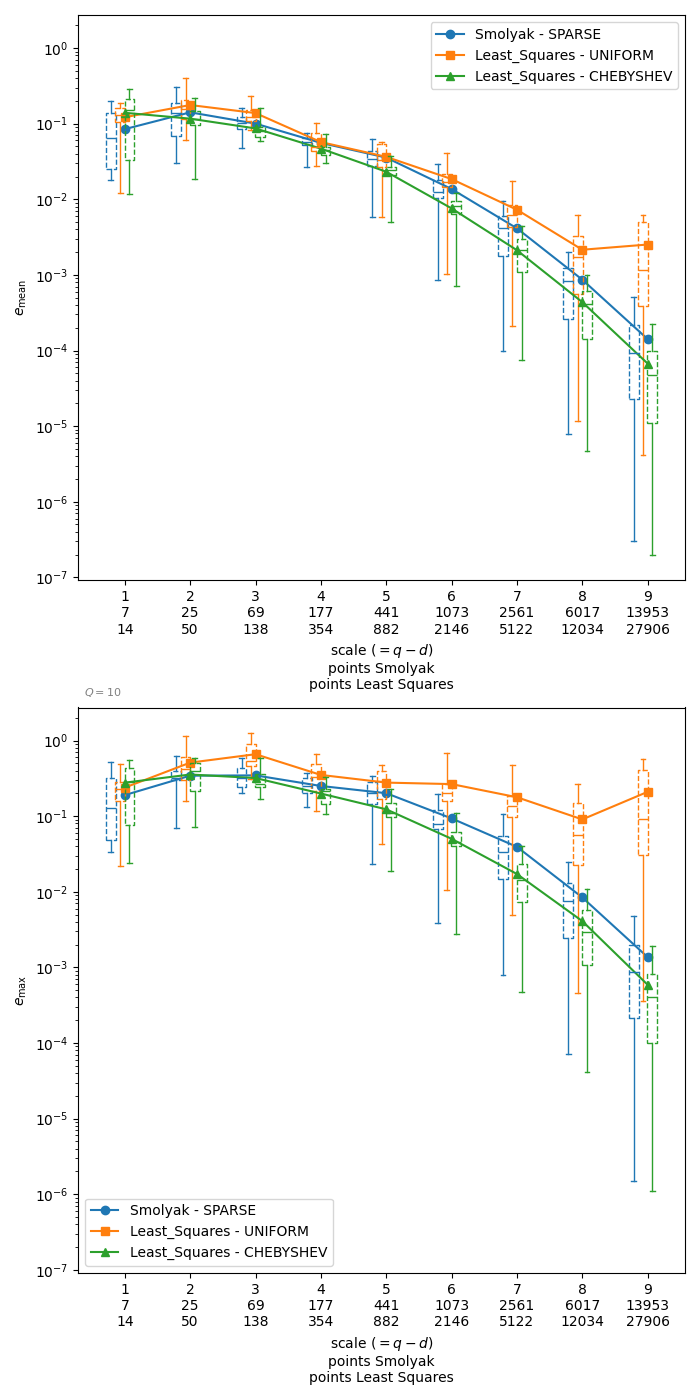 10⁰
10⁻¹
10⁻²
10⁻³
10⁻⁴
10⁻⁵
10⁻⁶
10⁻⁷
e_mean
Smolyak - SPARSE
Least_Squares - UNIFORM
Least_Squares - CHEBYSHEV
1 2 3 4 5 6 7 8 9
7 25 69 177 441 1073 2561 6017 13953
14 50 138 354 882 2146 5122 12034 27906
scale (= q − d)
points Smolyak
points Least Squares
Q = 10
10⁰
10⁻¹
10⁻²
10⁻³
10⁻⁴
10⁻⁵
10⁻⁶
10⁻⁷
e_max
Smolyak - SPARSE
Least_Squares - UNIFORM
Least_Squares - CHEBYSHEV
1 2 3 4 5 6 7 8 9
7 25 69 177 441 1073 2561 6017 13953
14 50 138 354 882 2146 5122 12034 27906
scale (= q − d)
points Smolyak
points Least Squares